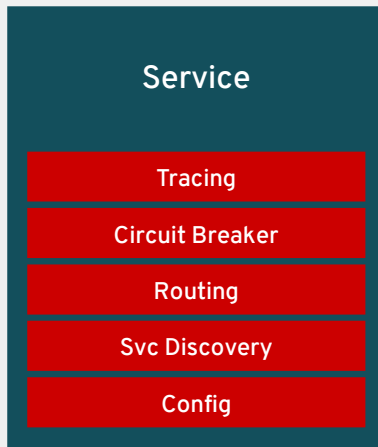 Service
Tracing
Circuit Breaker
Routing
Svc Discovery
Config